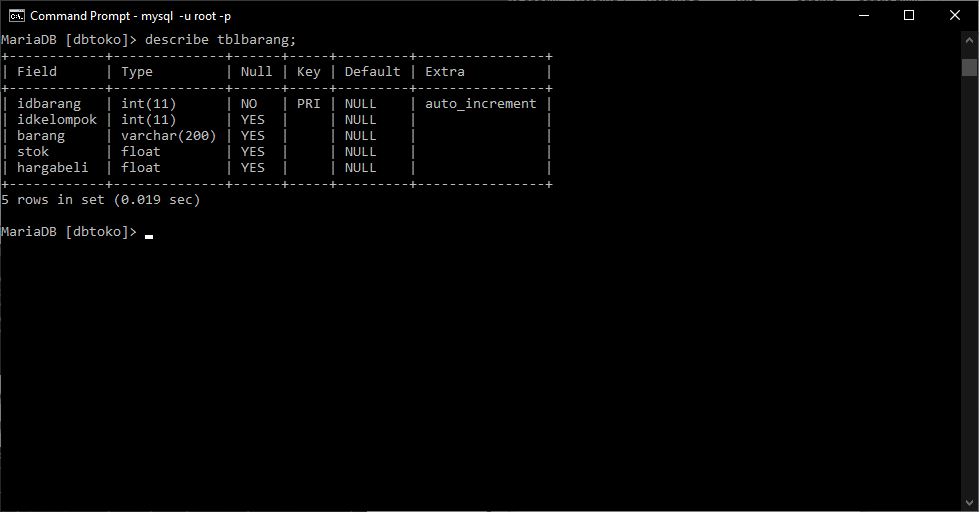 Command Prompt - mysql  -u root -p
MariaDB [dbtoko]> describe tblbarang;
+------------+--------------+------+-----+---------+----------------+
| Field      | Type         | Null | Key | Default | Extra          |
+------------+--------------+------+-----+---------+----------------+
| idbarang   | int(11)      | NO   | PRI | NULL    | auto_increment |
| idkelompok | int(11)      | YES  |     | NULL    |                |
| barang     | varchar(200) | YES  |     | NULL    |                |
| stok       | float        | YES  |     | NULL    |                |
| hargabeli  | float        | YES  |     | NULL    |                |
+------------+--------------+------+-----+---------+----------------+
5 rows in set (0.019 sec)
MariaDB [dbtoko]>